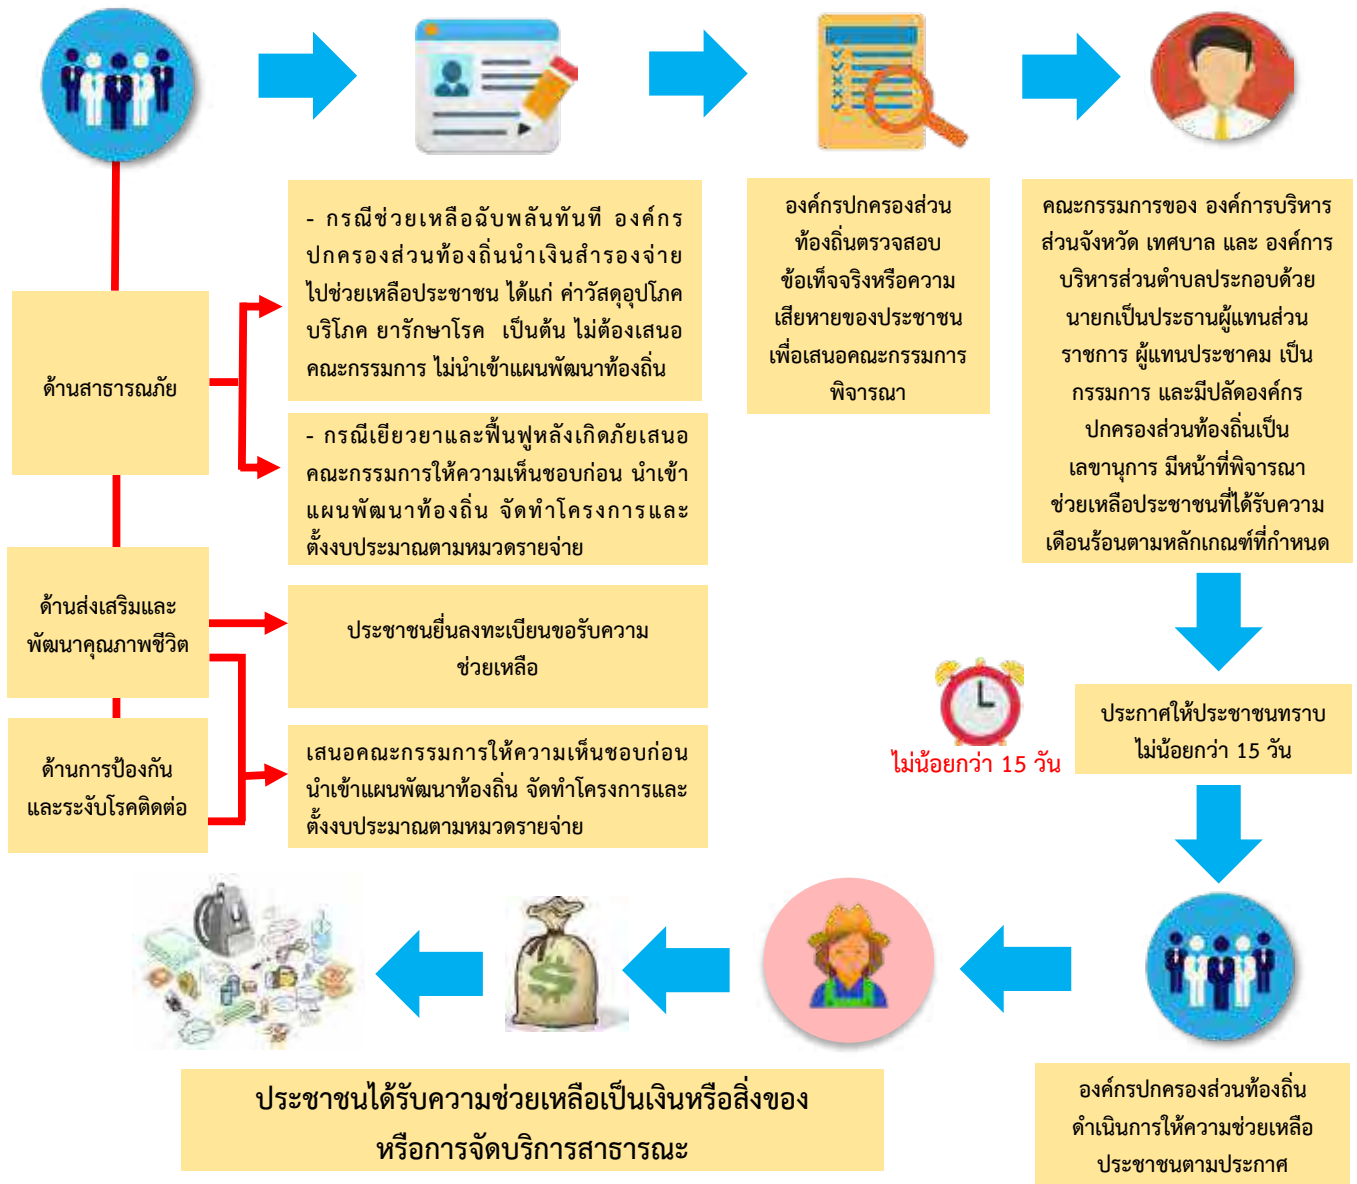 - กรณีช่วยเหลือฉับพลันทันที องค์กร
ปกครองส่วนท้องถิ่นนำเงินสำรองจ่าย
ไปช่วยเหลือประชาชน ได้แก่ ค่าวัสดุอุปโภค
บริโภค ยารักษาโรค เป็นต้น ไม่ต้องเสนอ
คณะกรรมการ ไม่นำเข้าแผนพัฒนาท้องถิ่น
องค์กรปกครองส่วน
ท้องถิ่นตรวจสอบ
ข้อเท็จจริงหรือความ
เสียหายของประชาชน
เพื่อเสนอคณะกรรมการ
พิจารณา
คณะกรรมการของ องค์การบริหาร
ส่วนจังหวัด เทศบาล และ องค์การ
บริหารส่วนตำบลประกอบด้วย
นายกเป็นประธานผู้แทนส่วน
ราชการ ผู้แทนประชาคม เป็น
กรรมการ และมีปลัดองค์กร
ปกครองส่วนท้องถิ่นเป็น
เลขานุการ มีหน้าที่พิจารณา
ช่วยเหลือประชาชนที่ได้รับความ
เดือนร้อนตามหลักเกณฑ์ที่กำหนด
ด้านสาธารณภัย
- กรณีเยียวยาและฟื้นฟูหลังเกิดภัยเสนอ
คณะกรรมการให้ความเห็นชอบก่อน นำเข้า
แผนพัฒนาท้องถิ่น จัดทำโครงการและ
ตั้งงบประมาณตามหมวดรายจ่าย
ด้านส่งเสริมและ
พัฒนาคุณภาพชีวิต
ประชาชนยื่นลงทะเบียนขอรับความ
ช่วยเหลือ
ด้านการป้องกัน
และระงับโรคติดต่อ
เสนอคณะกรรมการให้ความเห็นชอบก่อน
นำเข้าแผนพัฒนาท้องถิ่น จัดทำโครงการและ
ตั้งงบประมาณตามหมวดรายจ่าย
ไม่น้อยกว่า 15 วัน
ประกาศให้ประชาชนทราบ
ไม่น้อยกว่า 15 วัน
องค์กรปกครองส่วนท้องถิ่น
ดำเนินการให้ความช่วยเหลือ
ประชาชนตามประกาศ
ประชาชนได้รับความช่วยเหลือเป็นเงินหรือสิ่งของ
หรือการจัดบริการสาธารณะ